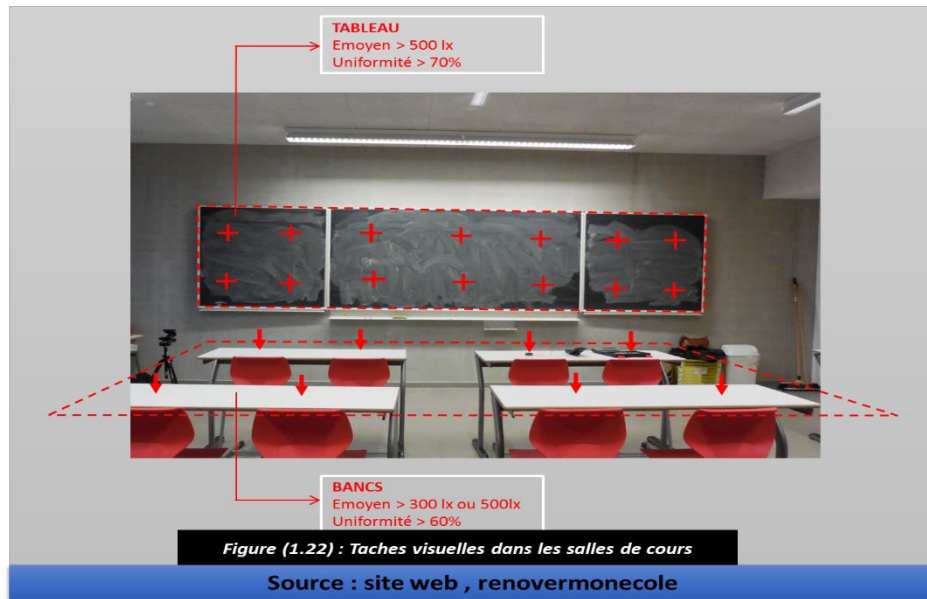 TABLEAU
Emoyen > 500 lx
Uniformité > 70%
BANCS
Emoyen > 300 lx ou 500lx
Uniformité > 60%
Figure (1.22) : Taches visuelles dans les salles de cours
Source : site web , renovermonecole